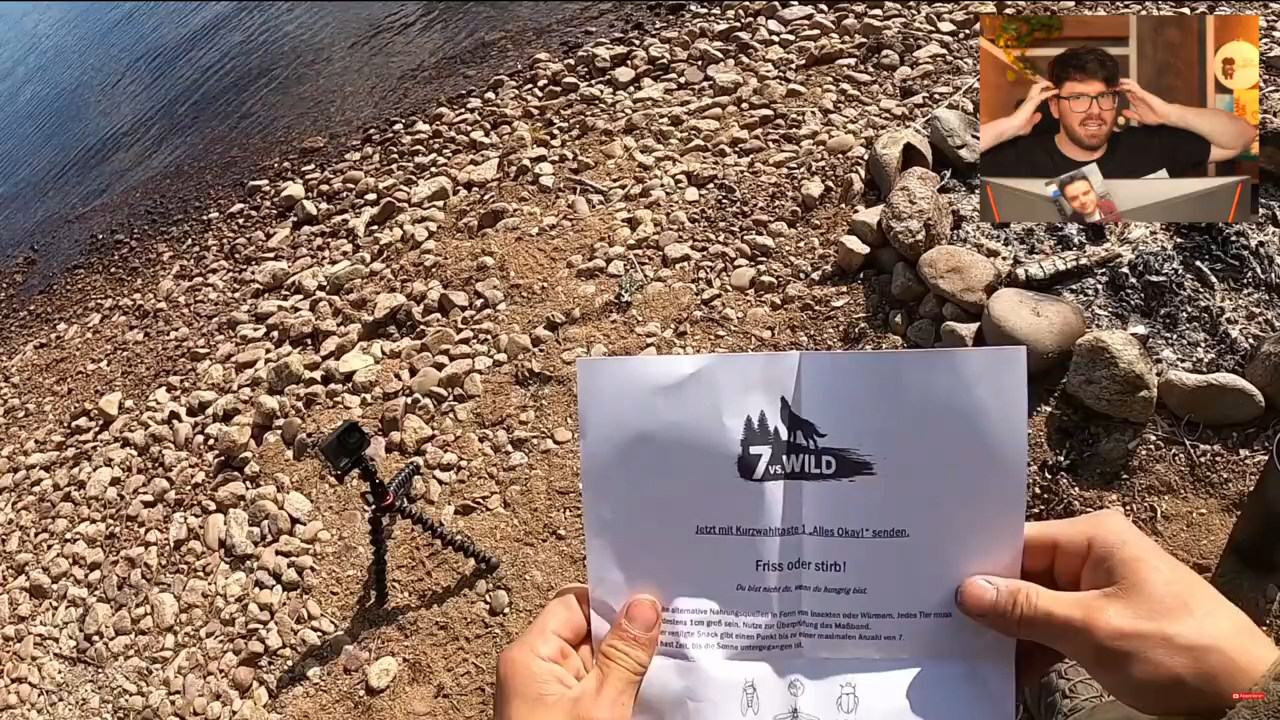 7 VS. WILD
Jetzt mit Kurzwahltaste 1 „Alles Okay!“ senden.
Friss oder stirb!
Du bist nicht du, wenn du hungrig bist.
alternative Nahrungsquellen in Form von Insekten oder Würmern. Jedes Tier muss
destens 1cm groß sein. Nutze zur Überprüfung das Maßband.
er vertilgte Snack gibt einen Punkt bis zu einer maximalen Anzahl von 7.
hast Zeit, bis die Sonne untergegangen ist.